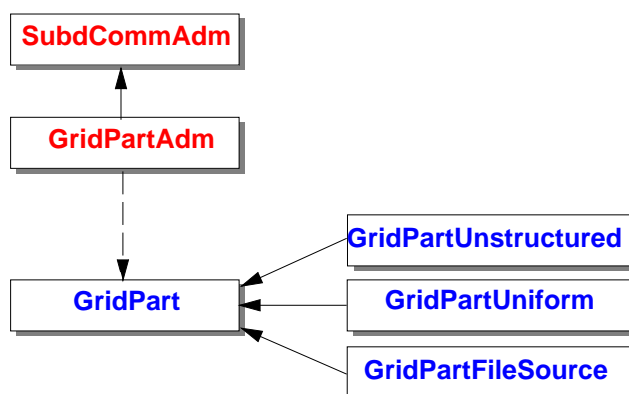 SubdCommAdm
GridPartAdm
GridPartUnstructured
GridPart
GridPartUniform
GridPartFileSource